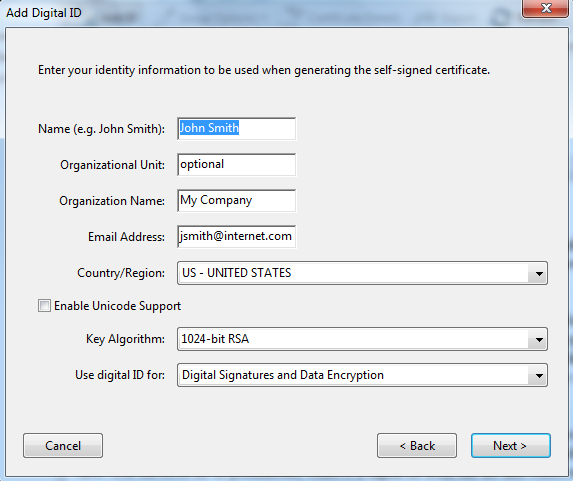 Add Digital ID
Enter your identity information to be used when generating the self-signed certificate.
Name (e.g. John Smith): John Smith
Organizational Unit: optional
Organization Name: My Company
Email Address: jsmith@internet.com
Country/Region: US - UNITED STATES
Enable Unicode Support
Key Algorithm: 1024-bit RSA
Use digital ID for: Digital Signatures and Data Encryption
Cancel < Back Next >